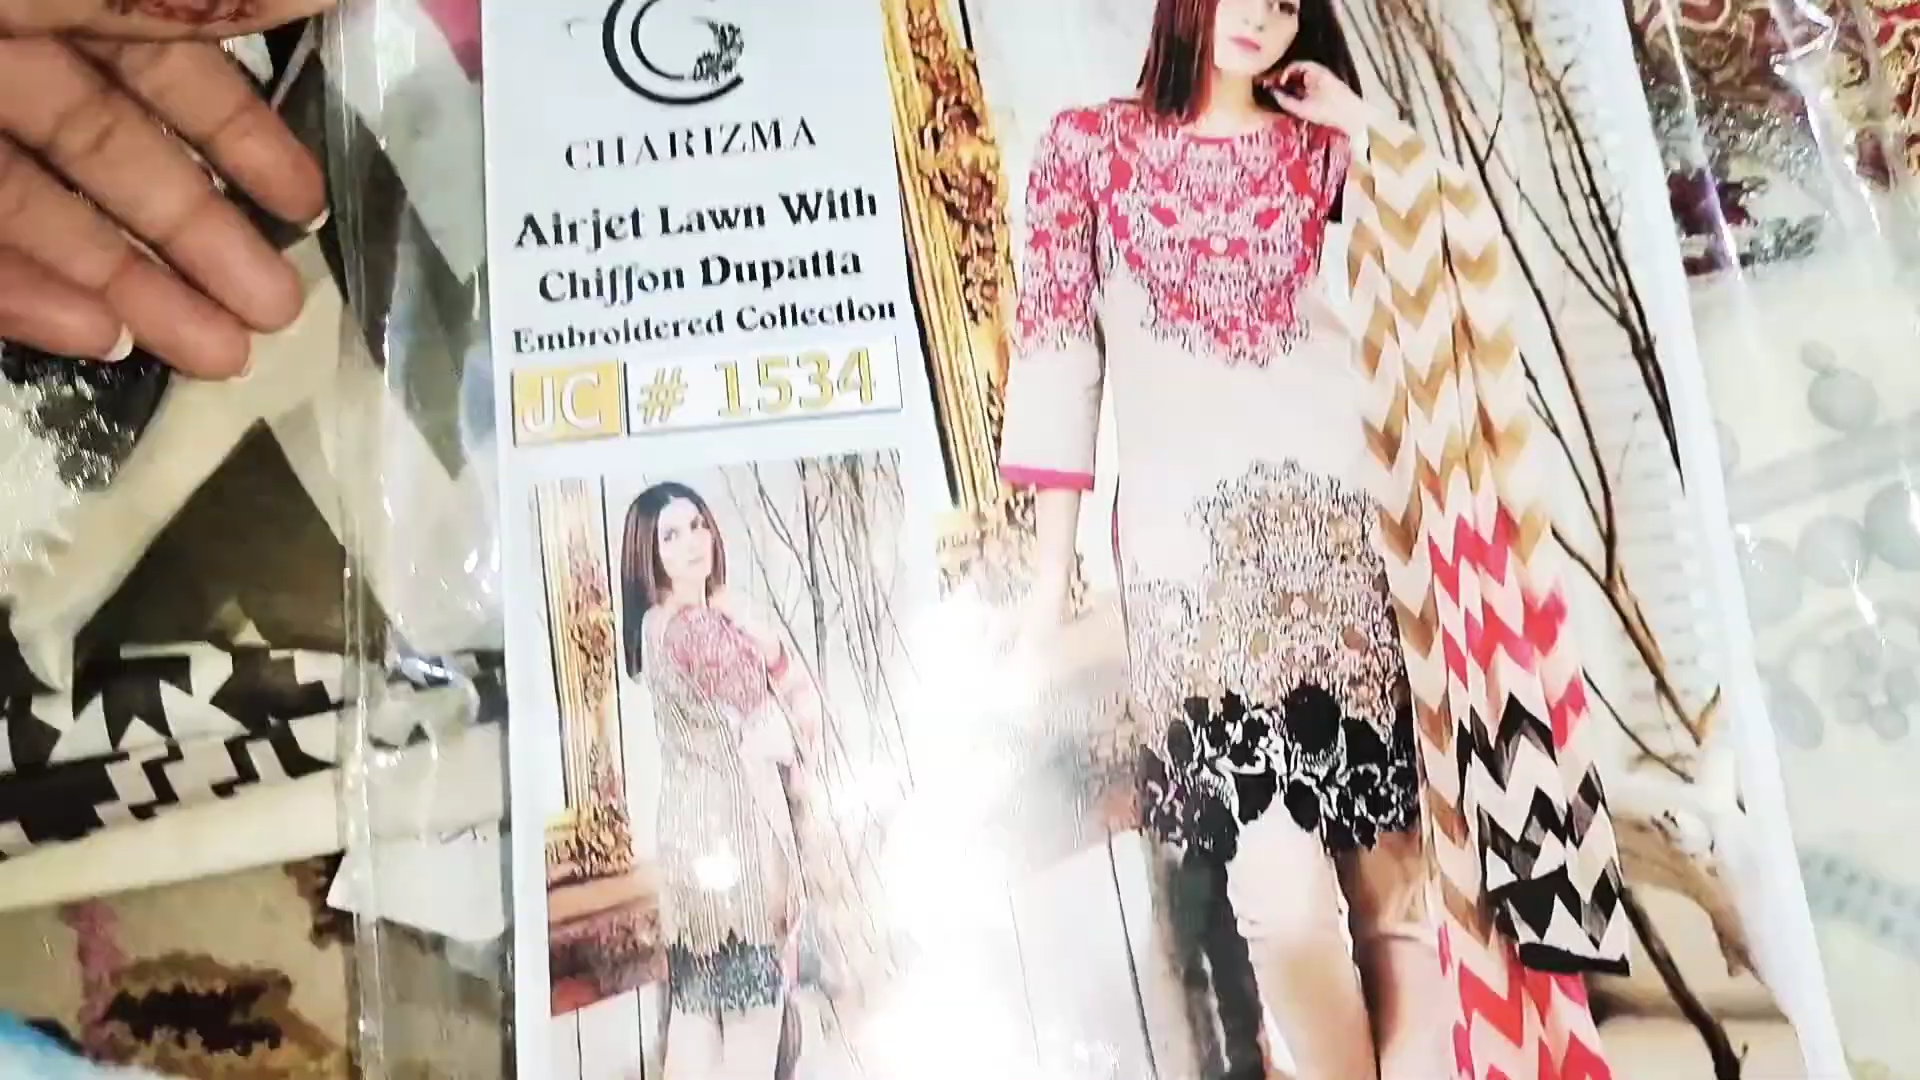 CHARIZMA
Airjet Lawn With
Chiffon Dupatta
Embroidered Collection
JC # 1534